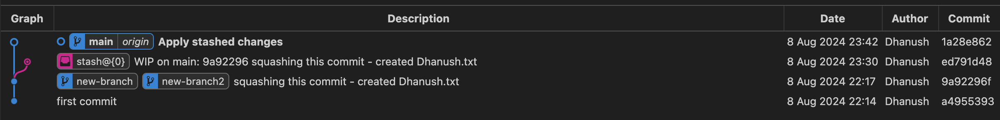 Graph Description Date Author Commit
main origin Apply stashed changes 8 Aug 2024 23:42 Dhanush 1a28e862
stash@{0} WIP on main: 9a92296 squashing this commit - created Dhanush.txt 8 Aug 2024 23:30 Dhanush ed791d48
new-branch new-branch2 squashing this commit - created Dhanush.txt 8 Aug 2024 22:17 Dhanush 9a92296f
first commit 8 Aug 2024 22:14 Dhanush a4955393